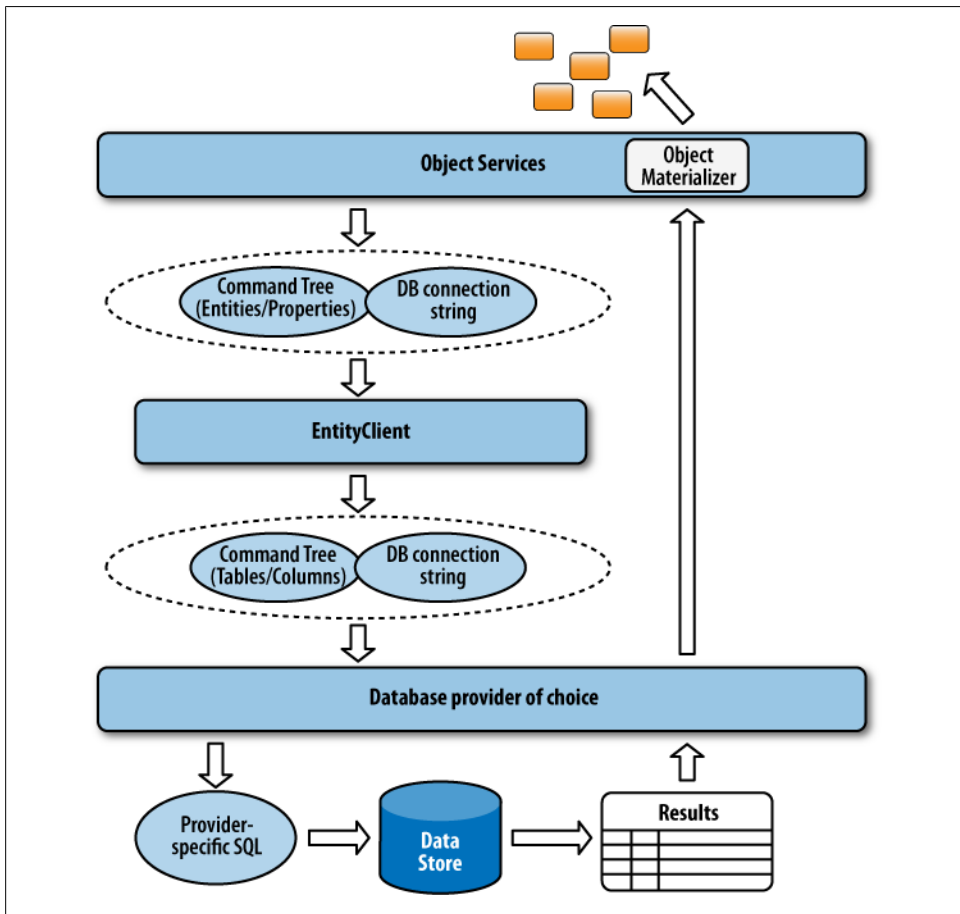 Object Services
Object
Materializer
Command Tree
(Entities/Properties)
DB connection
string
EntityClient
Command Tree
(Tables/Columns)
DB connection
string
Database provider of choice
Provider-
specific SQL
Data
Store
Results